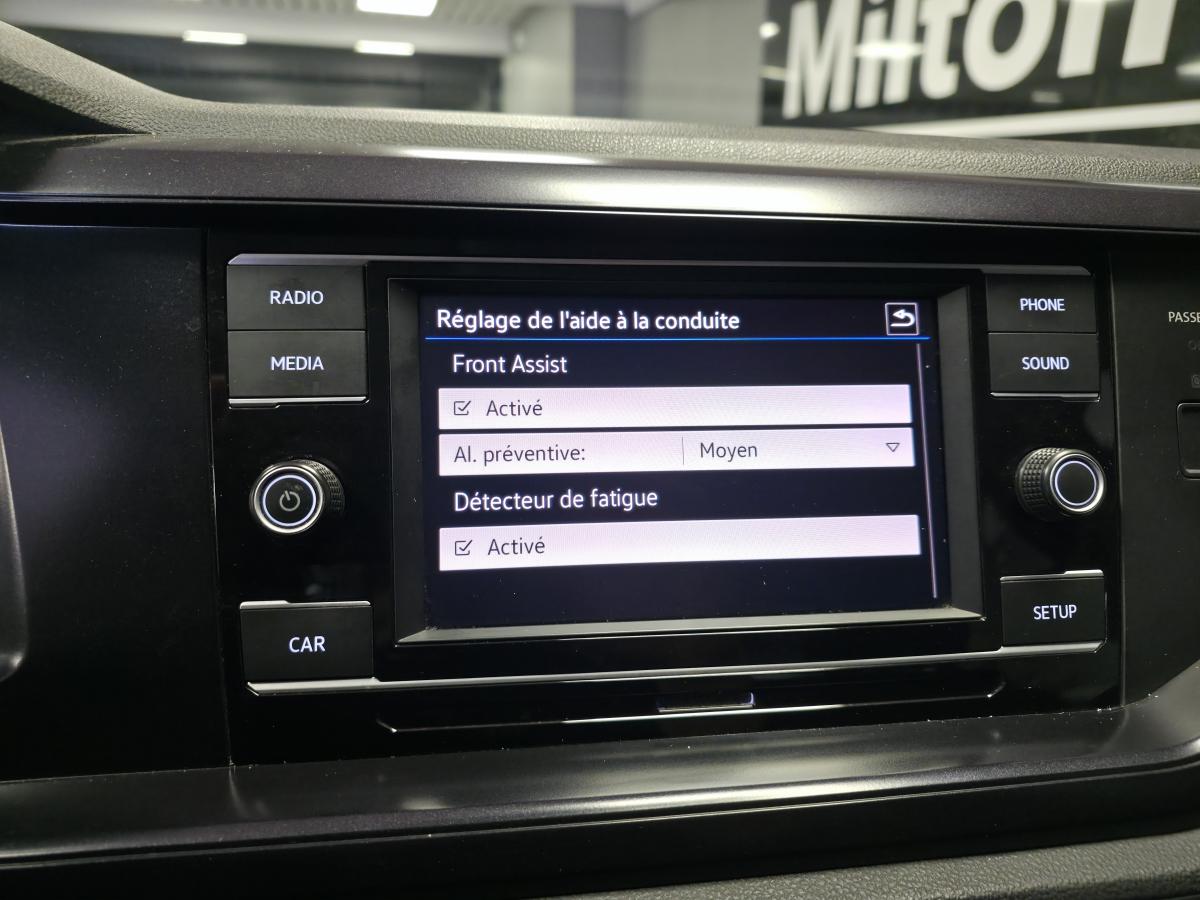 Milton
RADIO
MEDIA
CAR
Réglage de l'aide à la conduite
Front Assist
Activé
Al. préventive: Moyen
Détecteur de fatigue
Activé
PHONE
SOUND
SETUP